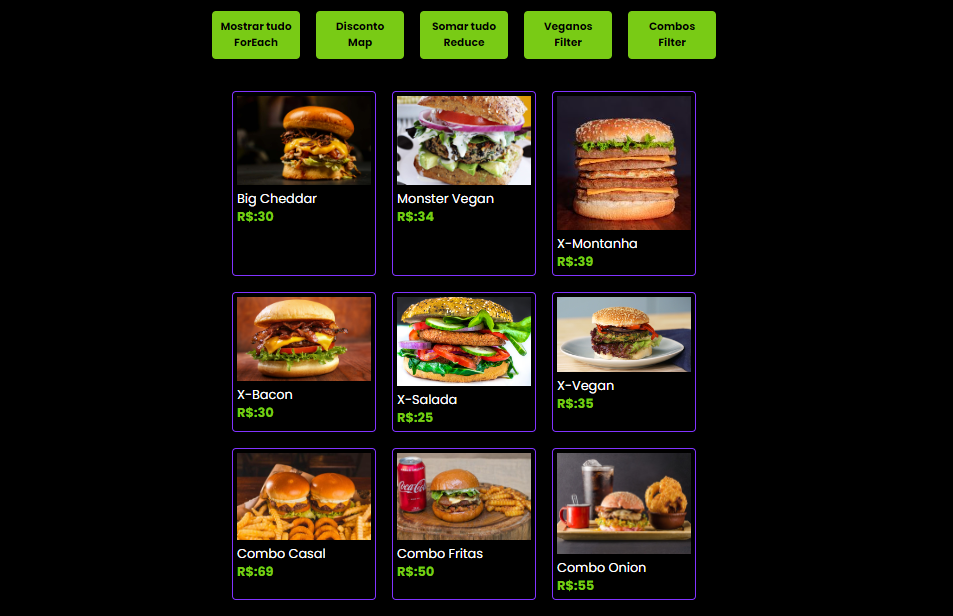 Mostrar tudo
ForEach
Disconto
Map
Somar tudo
Reduce
Veganos
Filter
Combos
Filter
Big Cheddar
R$:30
Monster Vegan
R$:34
X-Montanha
R$:39
X-Bacon
R$:30
X-Salada
R$:25
X-Vegan
R$:35
Coca-Cola
Combo Casal
R$:69
Combo Fritas
R$:50
Combo Onion
R$:55